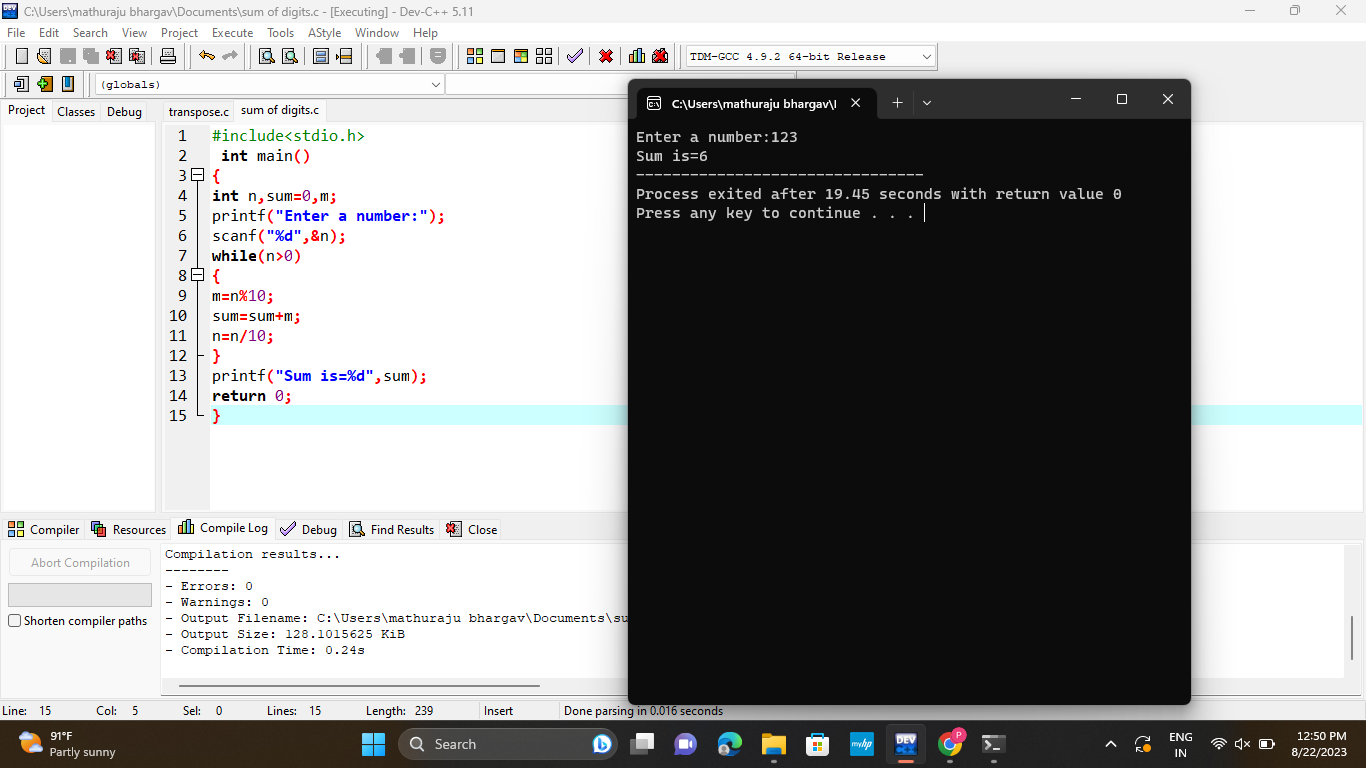 C:\Users\mathuraju bhargav\Documents\sum of digits.c - [Executing] - Dev-C++ 5.11
File Edit Search View Project Execute Tools AStyle Window Help
TDM-GCC 4.9.2 64-bit Release
(globals)
Project Classes Debug
transpose.c sum of digits.c
1 #include<stdio.h>
2 int main()
3 {
4 int n,sum=0,m;
5 printf("Enter a number:");
6 scanf("%d",&n);
7 while(n>0)
8 {
9 m=n%10;
10 sum=sum+m;
11 n=n/10;
12 }
13 printf("Sum is=%d",sum);
14 return 0;
15 }
C:\Users\mathuraju bhargav\
Enter a number:123
Sum is=6
--------------------------------
Process exited after 19.45 seconds with return value 0
Press any key to continue . . .
Compiler Resources Compile Log Debug Find Results Close
Abort Compilation
Shorten compiler paths
Compilation results...
--------
- Errors: 0
- Warnings: 0
- Output Filename: C:\Users\mathuraju bhargav\Documents\su
- Output Size: 128.1015625 KiB
- Compilation Time: 0.24s
Line: 15 Col: 5 Sel: 0 Lines: 15 Length: 239 Insert Done parsing in 0.016 seconds
91°F
Partly sunny
Search
myhp
DEV
P
ENG
IN
12:50 PM
8/22/2023